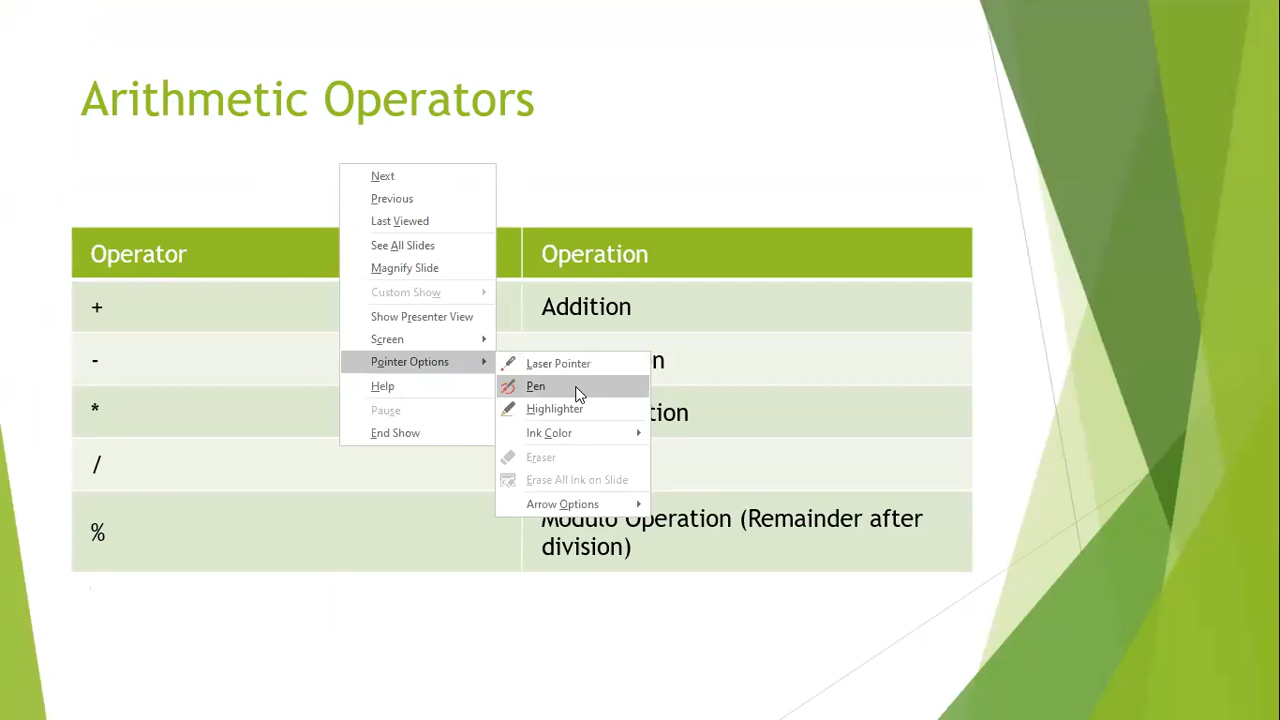 Arithmetic Operators
Next
Previous
Last Viewed
See All Slides
Magnify Slide
Custom Show
Show Presenter View
Screen
Pointer Options
Help
Pause
End Show
Laser Pointer
Pen
Highlighter
Ink Color
Eraser
Erase All Ink on Slide
Arrow Options
Operator Operation
+ Addition
-
*
/
% Modulo Operation (Remainder after
division)